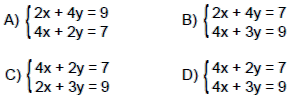 A) { 2x + 4y = 9
4x + 2y = 7
B) { 2x + 4y = 7
4x + 3y = 9
C) { 4x + 2y = 7
2x + 3y = 9
D) { 4x + 2y = 7
4x + 3y = 9